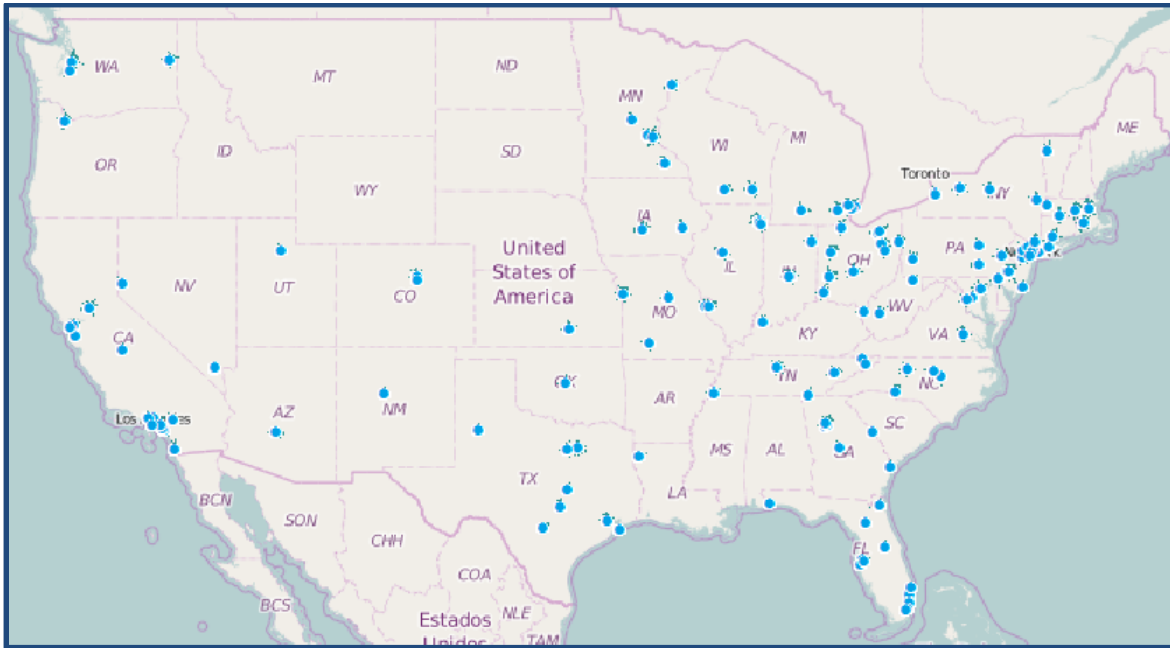 WA
MT
ND
MN
ME
OR
ID
SD
WI
MI
Toronto
NY
WY
IA
PA
NV
UT
CO
United
States of
America
IL
OH
CA
MO
KY
WV
VA
AZ
NM
AR
TN
NC
SC
TX
MS
AL
GA
LA
BCN
SON
CHH
COA
FL
BCS
NLE
Estados
Unidos
TAM